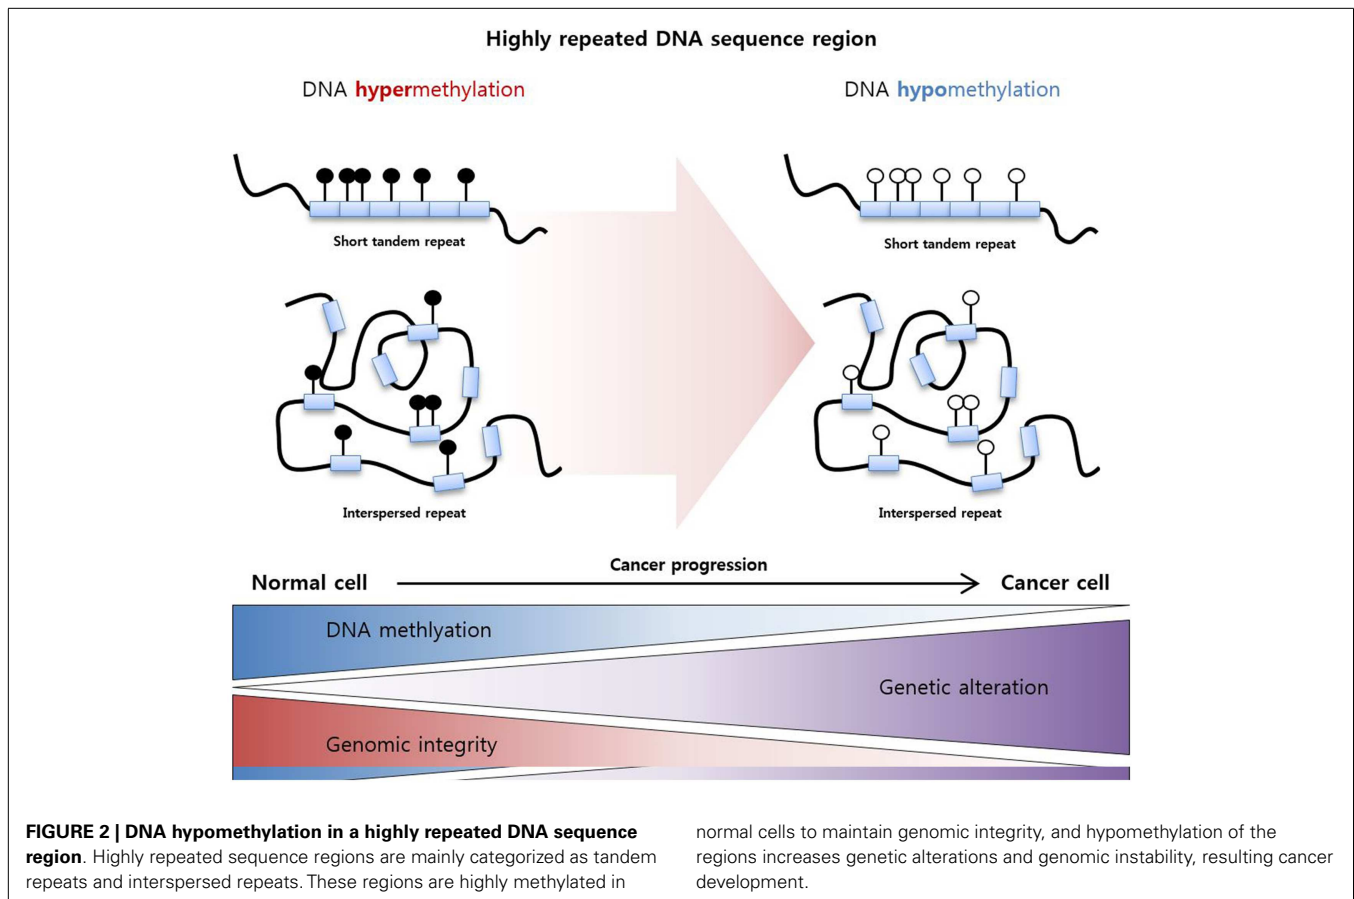 Highly repeated DNA sequence region
DNA hypermethylation
DNA hypomethylation
Short tandem repeat
Short tandem repeat
Interspersed repeat
Interspersed repeat
Cancer progression
Normal cell
Cancer cell
DNA methlyation
Genetic alteration
Genomic integrity
FIGURE 2 | DNA hypomethylation in a highly repeated DNA sequence
region. Highly repeated sequence regions are mainly categorized as tandem
repeats and interspersed repeats. These regions are highly methylated in
normal cells to maintain genomic integrity, and hypomethylation of the
regions increases genetic alterations and genomic instability, resulting cancer
development.